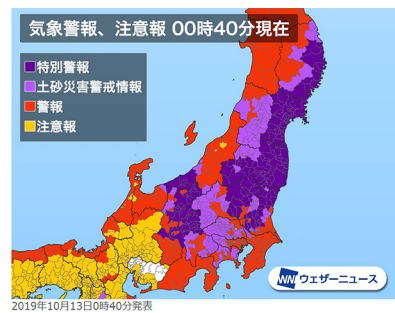 気象警報、注意報 00時40分現在
特別警報
土砂災害警戒情報
警報
注意報
WN ウェザーニュース
2019年10月13日0時40分発表